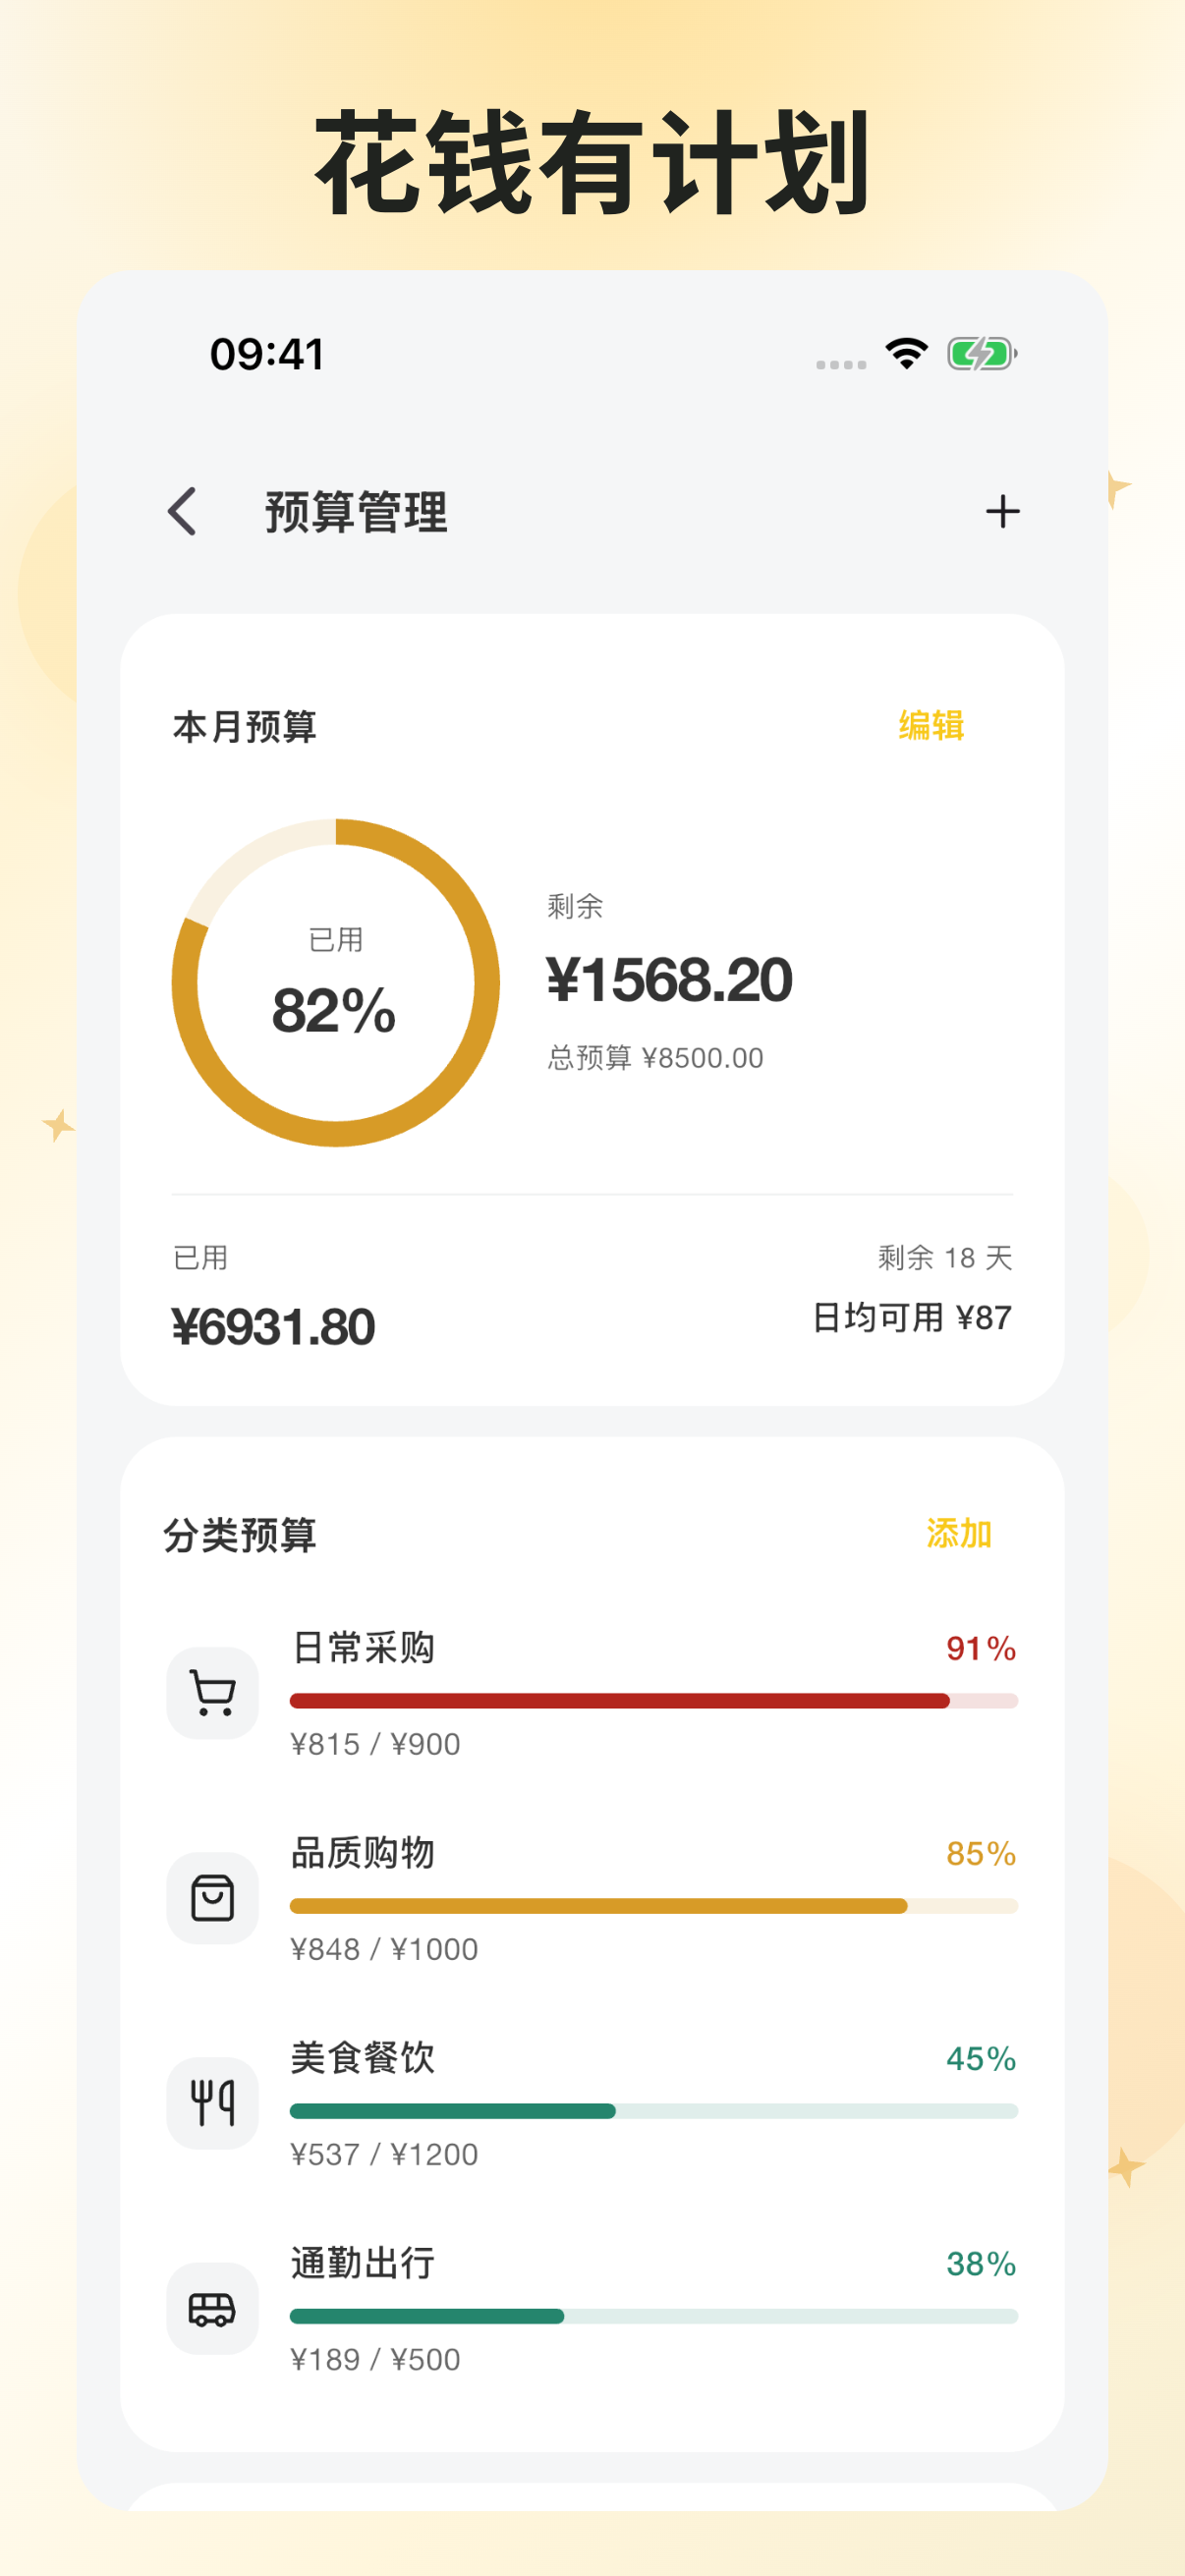 花钱有计划
09:41
预算管理
本月预算 编辑
已用
82%
剩余
¥1568.20
总预算 ¥8500.00
已用
¥6931.80
剩余 18 天
日均可用 ¥87
分类预算 添加
日常采购 91%
¥815 / ¥900
品质购物 85%
¥848 / ¥1000
美食餐饮 45%
¥537 / ¥1200
通勤出行 38%
¥189 / ¥500